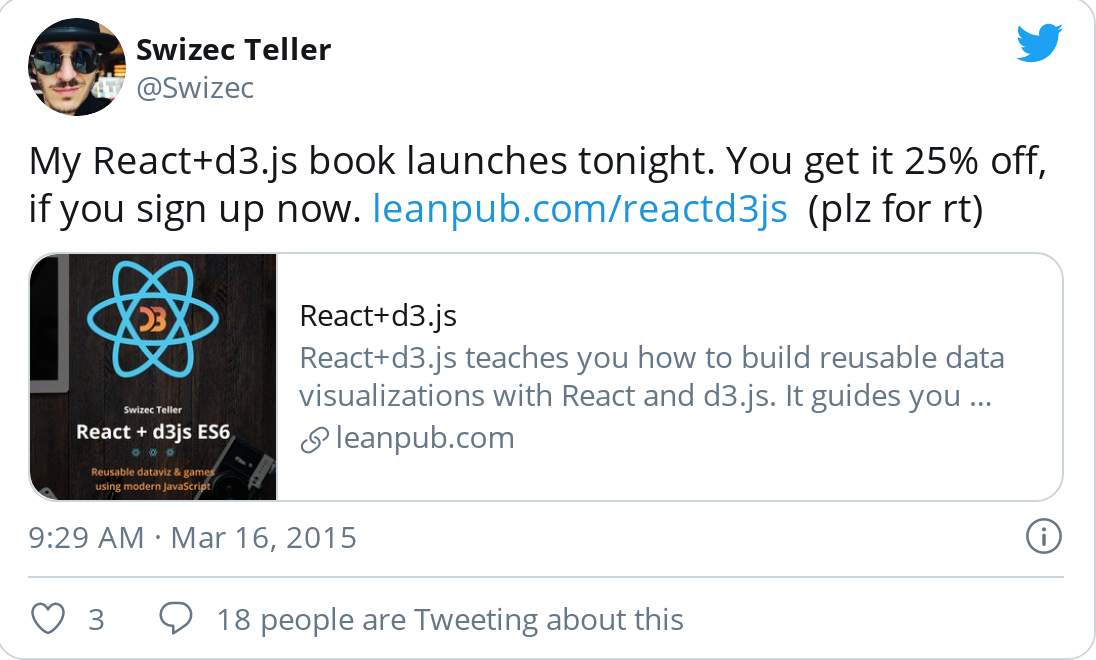 Swizec Teller
@Swizec
My React+d3.js book launches tonight. You get it 25% off,
if you sign up now. leanpub.com/reactd3js (plz for rt)
D3
Swizec Teller
React + d3js ES6
Reusable dataviz & games
using modern JavaScript
React+d3.js
React+d3.js teaches you how to build reusable data
visualizations with React and d3.js. It guides you ...
leanpub.com
9:29 AM · Mar 16, 2015
3
18 people are Tweeting about this